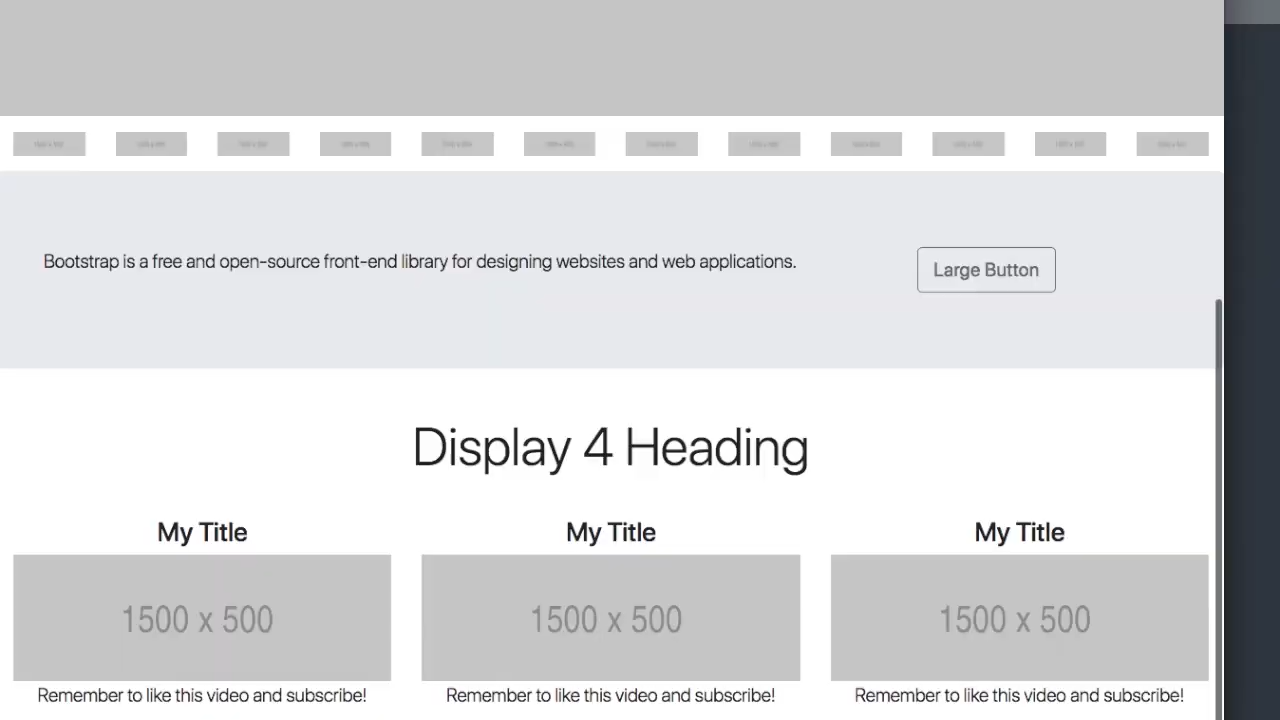 Bootstrap is a free and open-source front-end library for designing websites and web applications.
Large Button
Display 4 Heading
My Title
My Title
My Title
1500 x 500
1500 x 500
1500 x 500
Remember to like this video and subscribe!
Remember to like this video and subscribe!
Remember to like this video and subscribe!